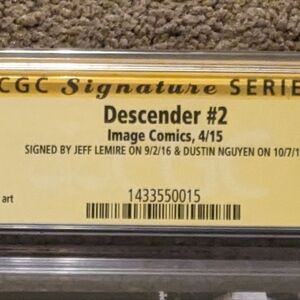 CGC Signature SERIE
Descender #2
Image Comics, 4/15
SIGNED BY JEFF LEMIRE ON 9/2/16 & DUSTIN NGUYEN ON 10/7/1
art
1433550015